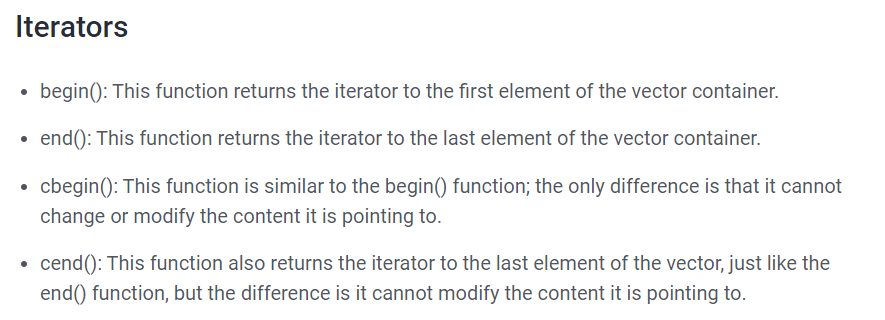 Iterators
• begin(): This function returns the iterator to the first element of the vector container.
• end(): This function returns the iterator to the last element of the vector container.
• cbegin(): This function is similar to the begin() function; the only difference is that it cannot
change or modify the content it is pointing to.
• cend(): This function also returns the iterator to the last element of the vector, just like the
end() function, but the difference is it cannot modify the content it is pointing to.